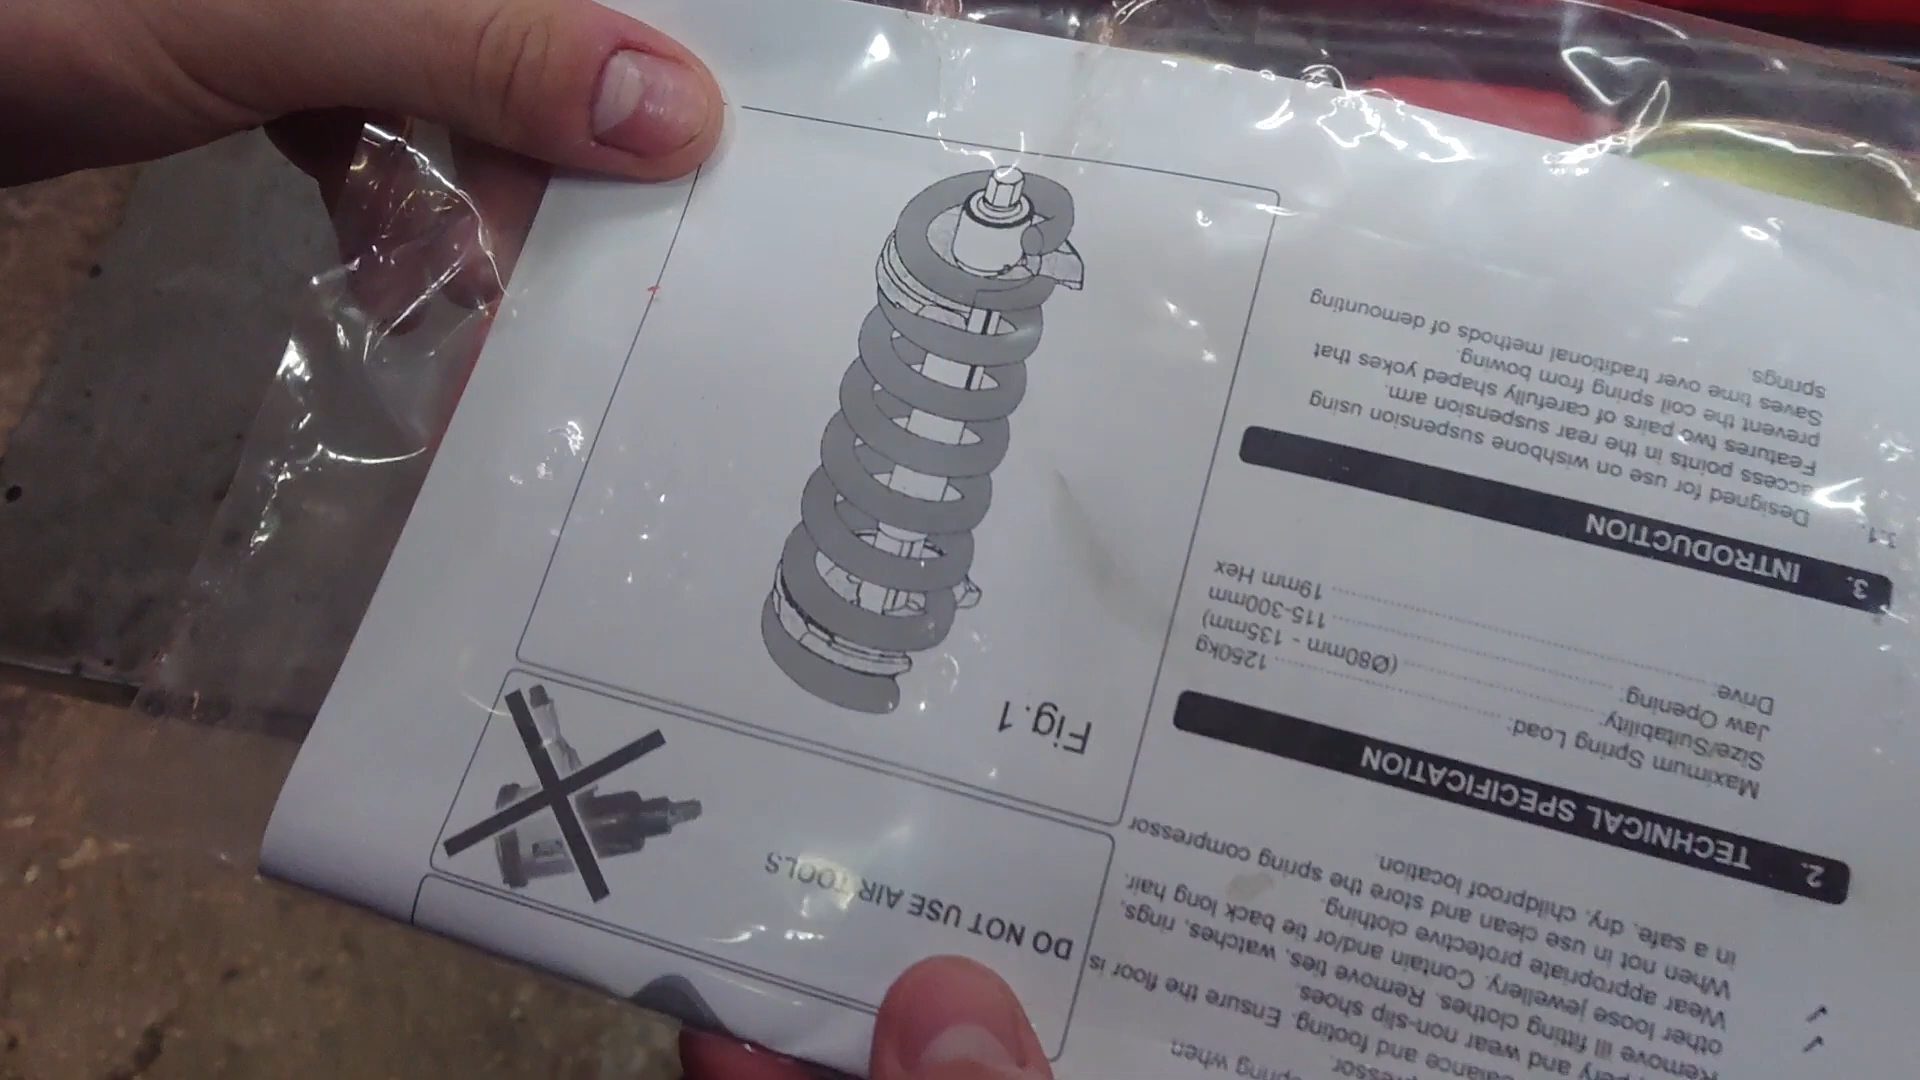 when
and footing. Ensure the floor is
and wear non-slip shoes.
✓ Remove ill fitting clothes. Remove ties, watches, rings,
other loose jewellery. Contain and/or tie back long hair.
✓ Wear appropriate protective clothing.
When not in use clean and store the spring compressor
in a safe, dry, childproof location.
2. TECHNICAL SPECIFICATION
Maximum Spring Load: 1250kg
Size/Suitability: (Ø80mm - 135mm)
Jaw Opening: 115-300mm
Drive: 19mm Hex
3. INTRODUCTION
3.1. Designed for use on wishbone suspension using
access points in the rear suspension arm.
Features two pairs of carefully shaped yokes that
prevent the coil spring from bowing.
Saves time over traditional methods of demounting
springs.
DO NOT USE AIR TOOLS
Fig.1